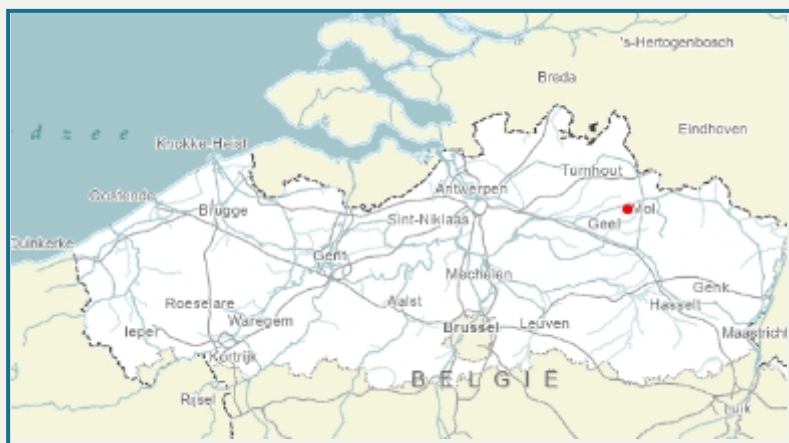 's-Hertogenbosch
Breda
Eindhoven
d z e e
Knokke-Heist
Turnhout
Antwerpen
Oostende
Brugge
Sint-Niklaas
Geel
Mol
Duinkerke
Gent
Mechelen
Genk
Roeselare
Aalst
Hasselt
Ieper
Waregem
Brussel
Leuven
Maastricht
Kortrijk
BELGIË
Rijsel
Luik